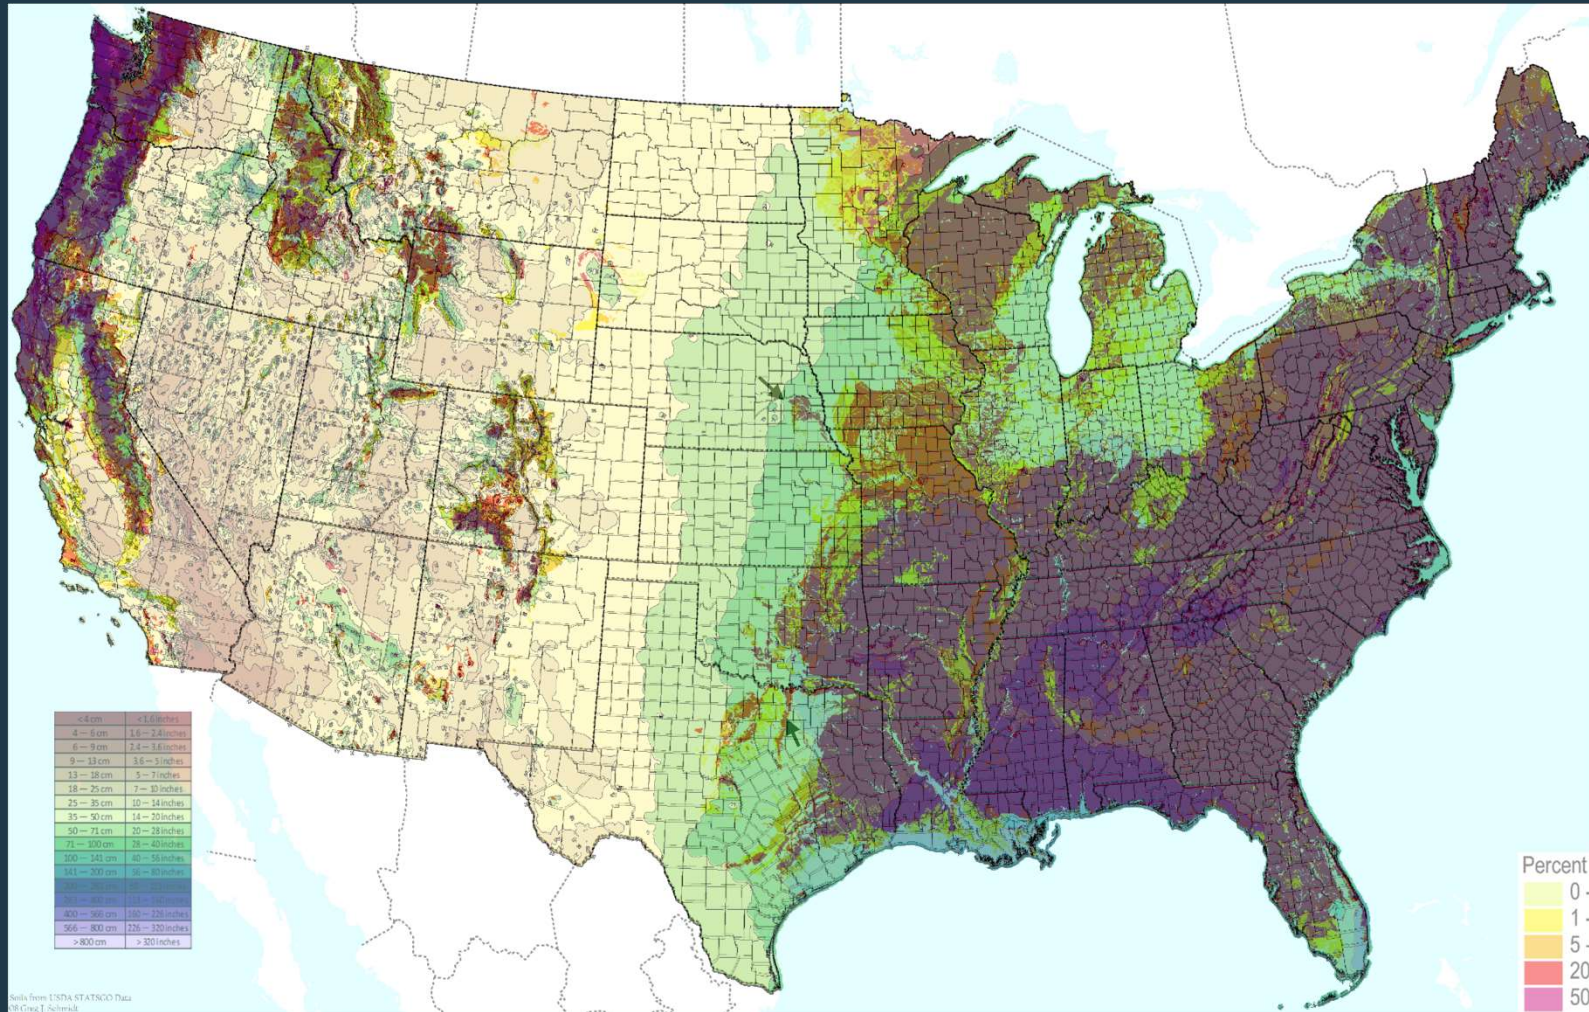 < 4 cm < 1.6 inches
4 — 6 cm 1.6 — 2.4 inches
6 — 9 cm 2.4 — 3.6 inches
9 — 13 cm 3.6 — 5 inches
13 — 18 cm 5 — 7 inches
18 — 25 cm 7 — 10 inches
25 — 35 cm 10 — 14 inches
35 — 50 cm 14 — 20 inches
50 — 71 cm 20 — 28 inches
71 — 100 cm 28 — 40 inches
100 — 141 cm 40 — 56 inches
141 — 200 cm 56 — 80 inches
400 — 566 cm 160 — 226 inches
566 — 800 cm 226 — 320 inches
> 800 cm > 320 inches
Soils from USDA STATSGO Data
08 Greg J. Schmidt
Percent
0 -
1 -
5 -
20
50